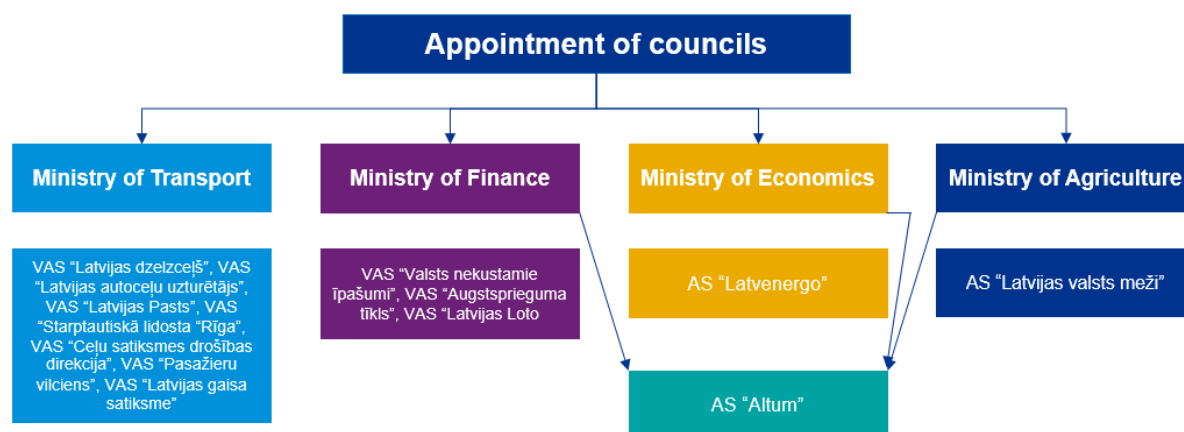 Appointment of councils
Ministry of Transport
Ministry of Finance
Ministry of Economics
Ministry of Agriculture
VAS “Latvijas dzelzceļš”, VAS
“Latvijas autoceļu uzturētājs”,
VAS “Latvijas Pasts”, VAS
“Starptautiskā lidosta “Rīga”,
VAS “Ceļu satiksmes drošības
direkcija”, VAS “Pasažieru
vilciens”, VAS “Latvijas gaisa
satiksme”
VAS “Valsts nekustamie
īpašumi”, VAS “Augstsprieguma
tīkls”, VAS “Latvijas Loto
AS “Latvenergo”
AS “Latvijas valsts meži”
AS “Altum”